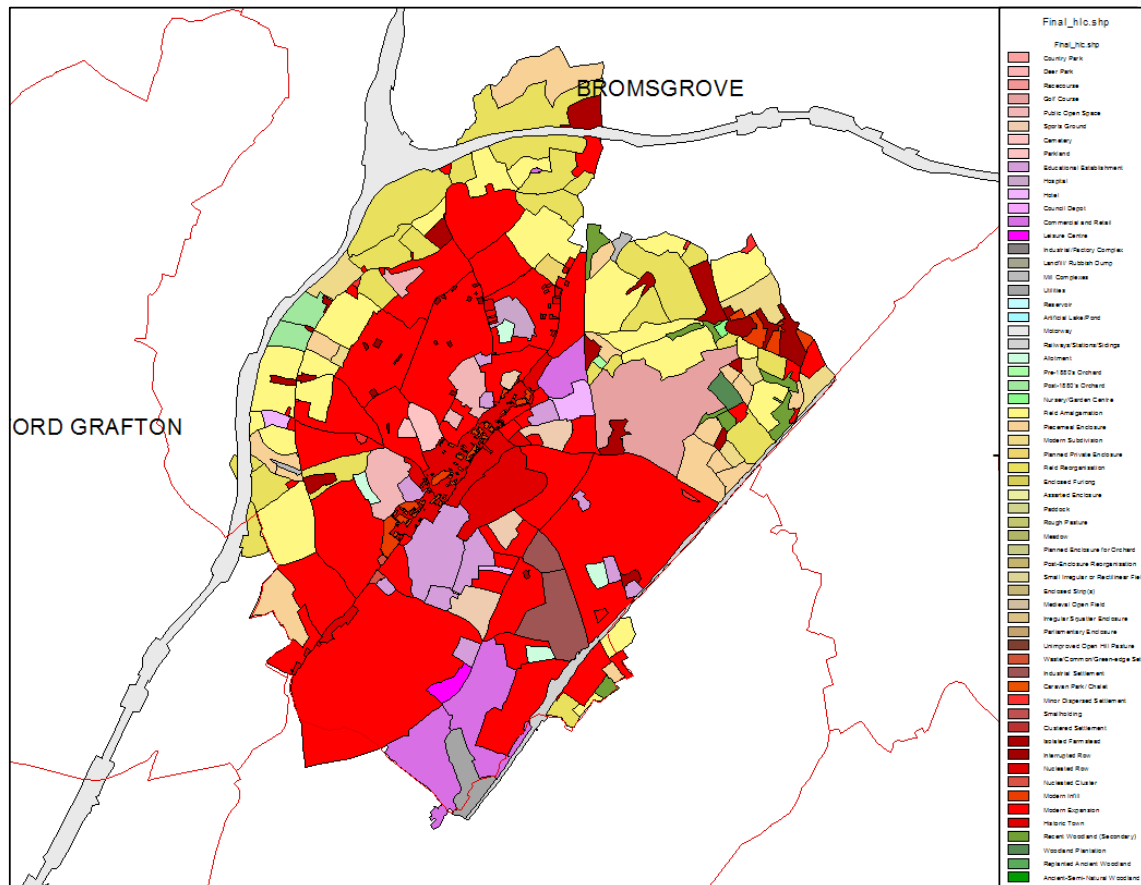 BROMSGROVE
ORD GRAFTON
Final_hlc.shp
Final_hlc.shp
Country Park
Deer Park
Racecourse
Golf Course
Public Open Space
Sports Ground
Cemetery
Parkland
Educational Establishment
Hospital
Hotel
Council Depot
Commercial and Retail
Leisure Centre
Industrial/Factory Complex
Landfill/ Rubbish Dump
Mill Complexes
Utilities
Reservoir
Artificial Lake/Pond
Motorway
Railways/Stations/Sidings
Allotment
Pre-1880's Orchard
Post-1880's Orchard
Nursery/Garden Centre
Field Amalgamation
Piecemeal Enclosure
Modern Subdivision
Planned Private Enclosure
Field Reorganisation
Enclosed Furlong
Assarted Enclosure
Paddock
Rough Pasture
Meadow
Planned Enclosure for Orchard
Post-Enclosure Reorganisation
Small Irregular or Rectilinear Fiel
Enclosed Strip(s)
Medieval Open Field
Irregular Squatter Enclosure
Parliamentary Enclosure
Unimproved Open Hill Pasture
Waste/Common/Green-edge Set
Industrial Settlement
Caravan Park/ Chalet
Minor Dispersed Settlement
Smallholding
Clustered Settlement
Isolated Farmstead
Interrupted Row
Nucleated Row
Nucleated Cluster
Modern Infill
Modern Expansion
Historic Town
Recent Woodland (Secondary)
Woodland Plantation
Replanted Ancient Woodland
Ancient-Semi-Natural Woodland